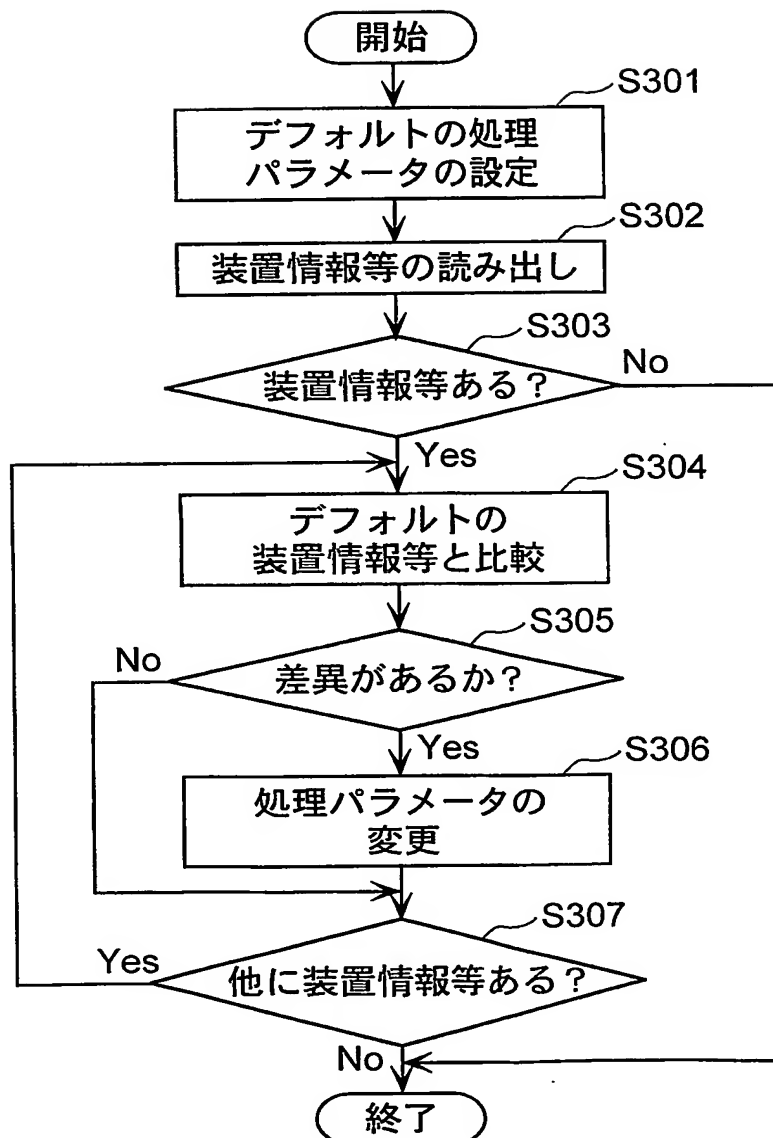 開始
S301
デフォルトの処理
パラメータの設定
S302
装置情報等の読み出し
S303
装置情報等ある?
No
Yes
S304
デフォルトの
装置情報等と比較
S305
No
差異があるか?
Yes
S306
処理パラメータの
変更
S307
Yes
他に装置情報等ある?
No
終了